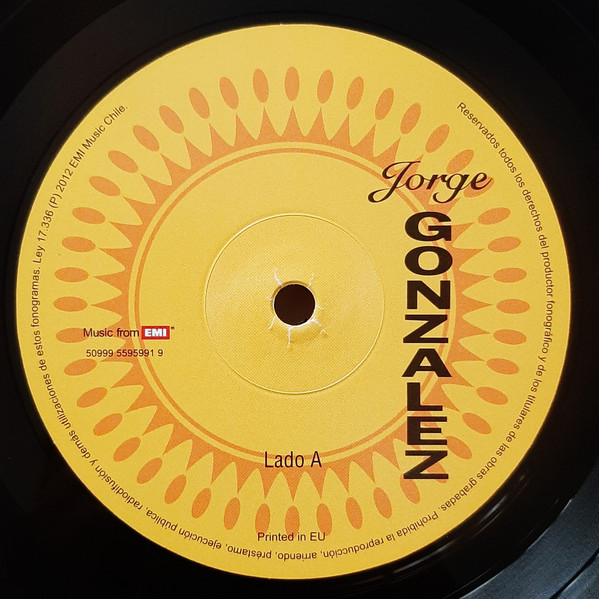 Jorge
GONZALEZ
Music from EMI
50999 5595991 9
Lado A
Printed in EU
Reservados todos los derechos del productor fonográfico y de los titulares de las obras grabadas. Prohibida la reproducción, arriendo, préstamo, ejecución pública, radiodifusión y demás utilizaciones de estos fonogramas. Ley 17.336 (P) 2012 EMI Music Chile.